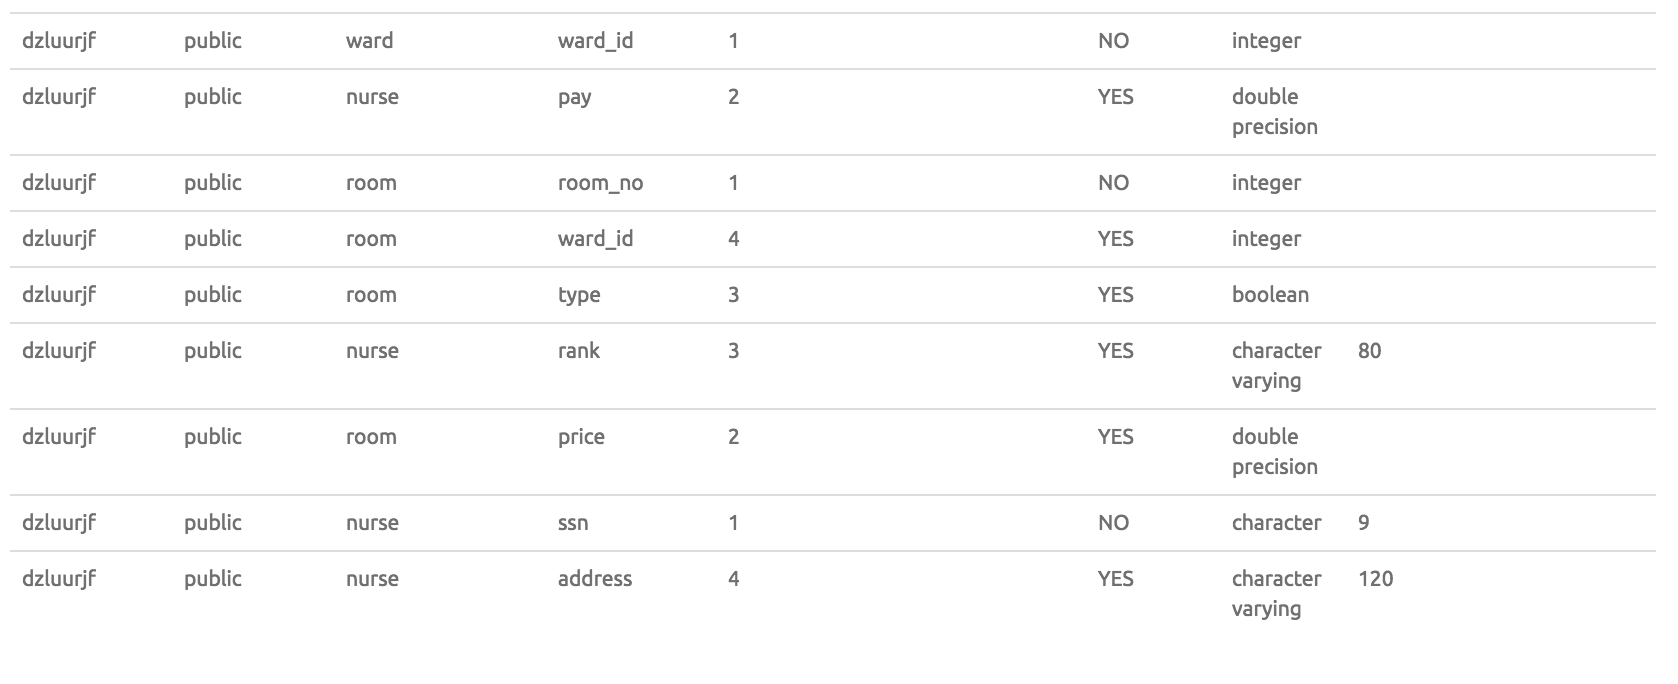 dzluurjf public ward ward_id 1 NO integer
dzluurjf public nurse pay 2 YES double
precision
dzluurjf public room room_no 1 NO integer
dzluurjf public room ward_id 4 YES integer
dzluurjf public room type 3 YES boolean
dzluurjf public nurse rank 3 YES character 80
varying
dzluurjf public room price 2 YES double
precision
dzluurjf public nurse ssn 1 NO character 9
dzluurjf public nurse address 4 YES character 120
varying